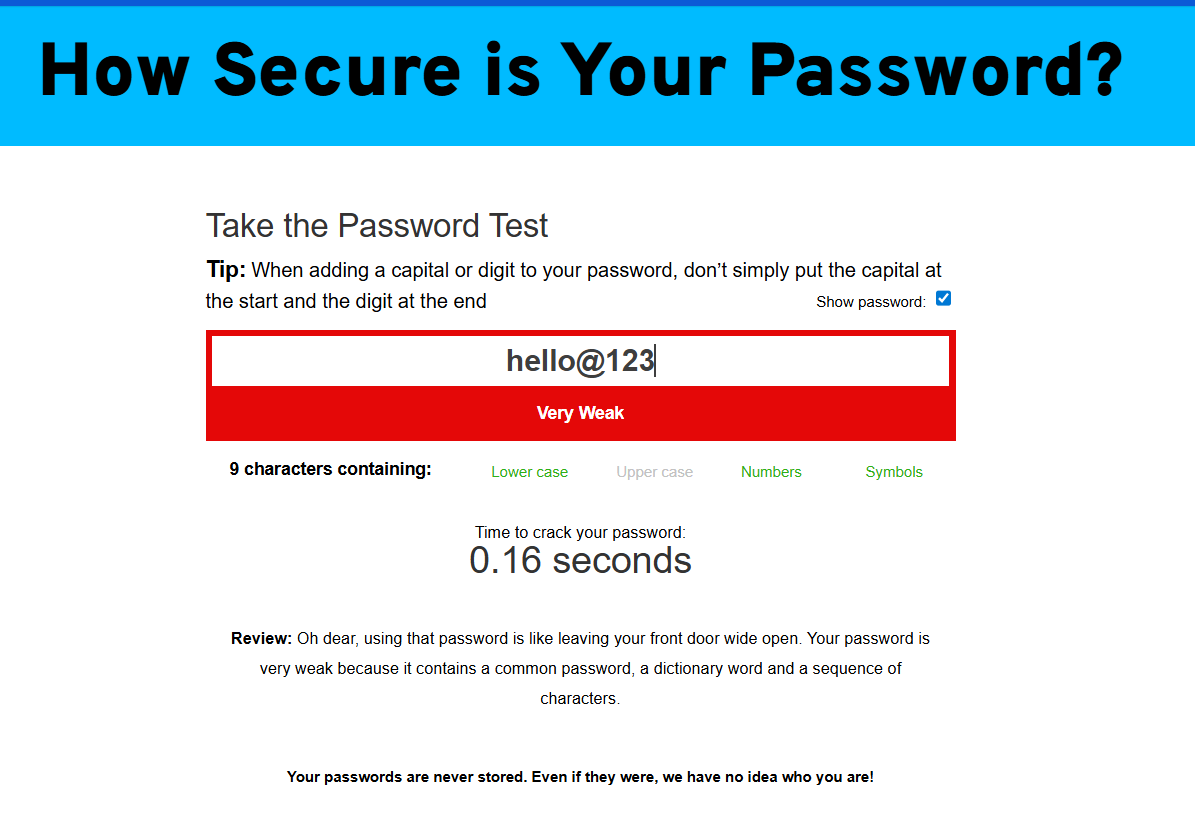 How Secure is Your Password?
Take the Password Test
Tip: When adding a capital or digit to your password, don’t simply put the capital at
the start and the digit at the end
Show password:
hello@123
Very Weak
9 characters containing: Lower case Upper case Numbers Symbols
Time to crack your password:
0.16 seconds
Review: Oh dear, using that password is like leaving your front door wide open. Your password is
very weak because it contains a common password, a dictionary word and a sequence of
characters.
Your passwords are never stored. Even if they were, we have no idea who you are!